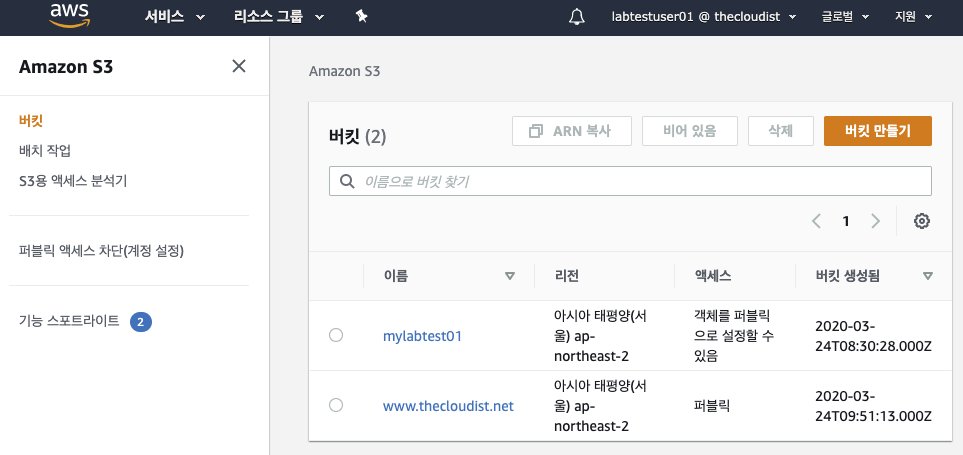 aws 서비스 리소스 그룹 labtestuser01 @ thecloudist 글로벌 지원
Amazon S3
버킷
배치 작업
S3용 액세스 분석기
퍼블릭 액세스 차단(계정 설정)
기능 스포트라이트 2
Amazon S3
버킷 (2) ARN 복사 비어 있음 삭제 버킷 만들기
이름으로 버킷 찾기
1
이름 리전 액세스 버킷 생성됨
mylabtest01
아시아 태평양(서
울) ap-
northeast-2
객체를 퍼블릭
으로 설정할 수
있음
2020-03-
24T08:30:28.000Z
www.thecloudist.net
아시아 태평양(서
울) ap-
northeast-2
퍼블릭
2020-03-
24T09:51:13.000Z